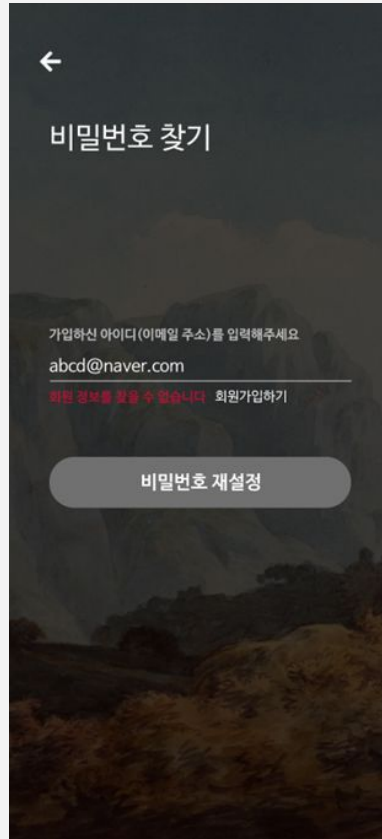 비밀번호 찾기
가입하신 아이디(이메일 주소)를 입력해주세요
abcd@naver.com
회원 정보를 찾을 수 없습니다 회원가입하기
비밀번호 재설정